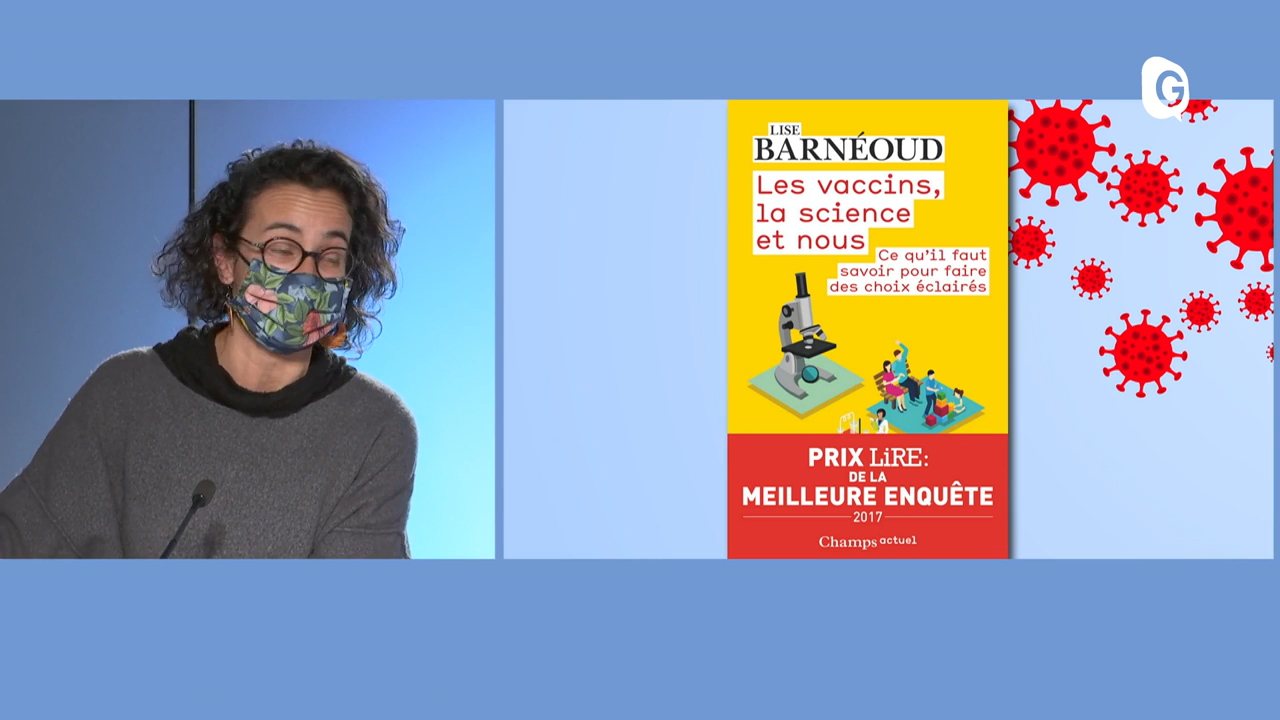 G
LISE
BARNÉOUD
Les vaccins,
la science
et nous
Ce qu'il faut
savoir pour faire
des choix éclairés
PRIX LiRE:
DE LA
MEILLEURE ENQUÊTE
2017
Champs actuel